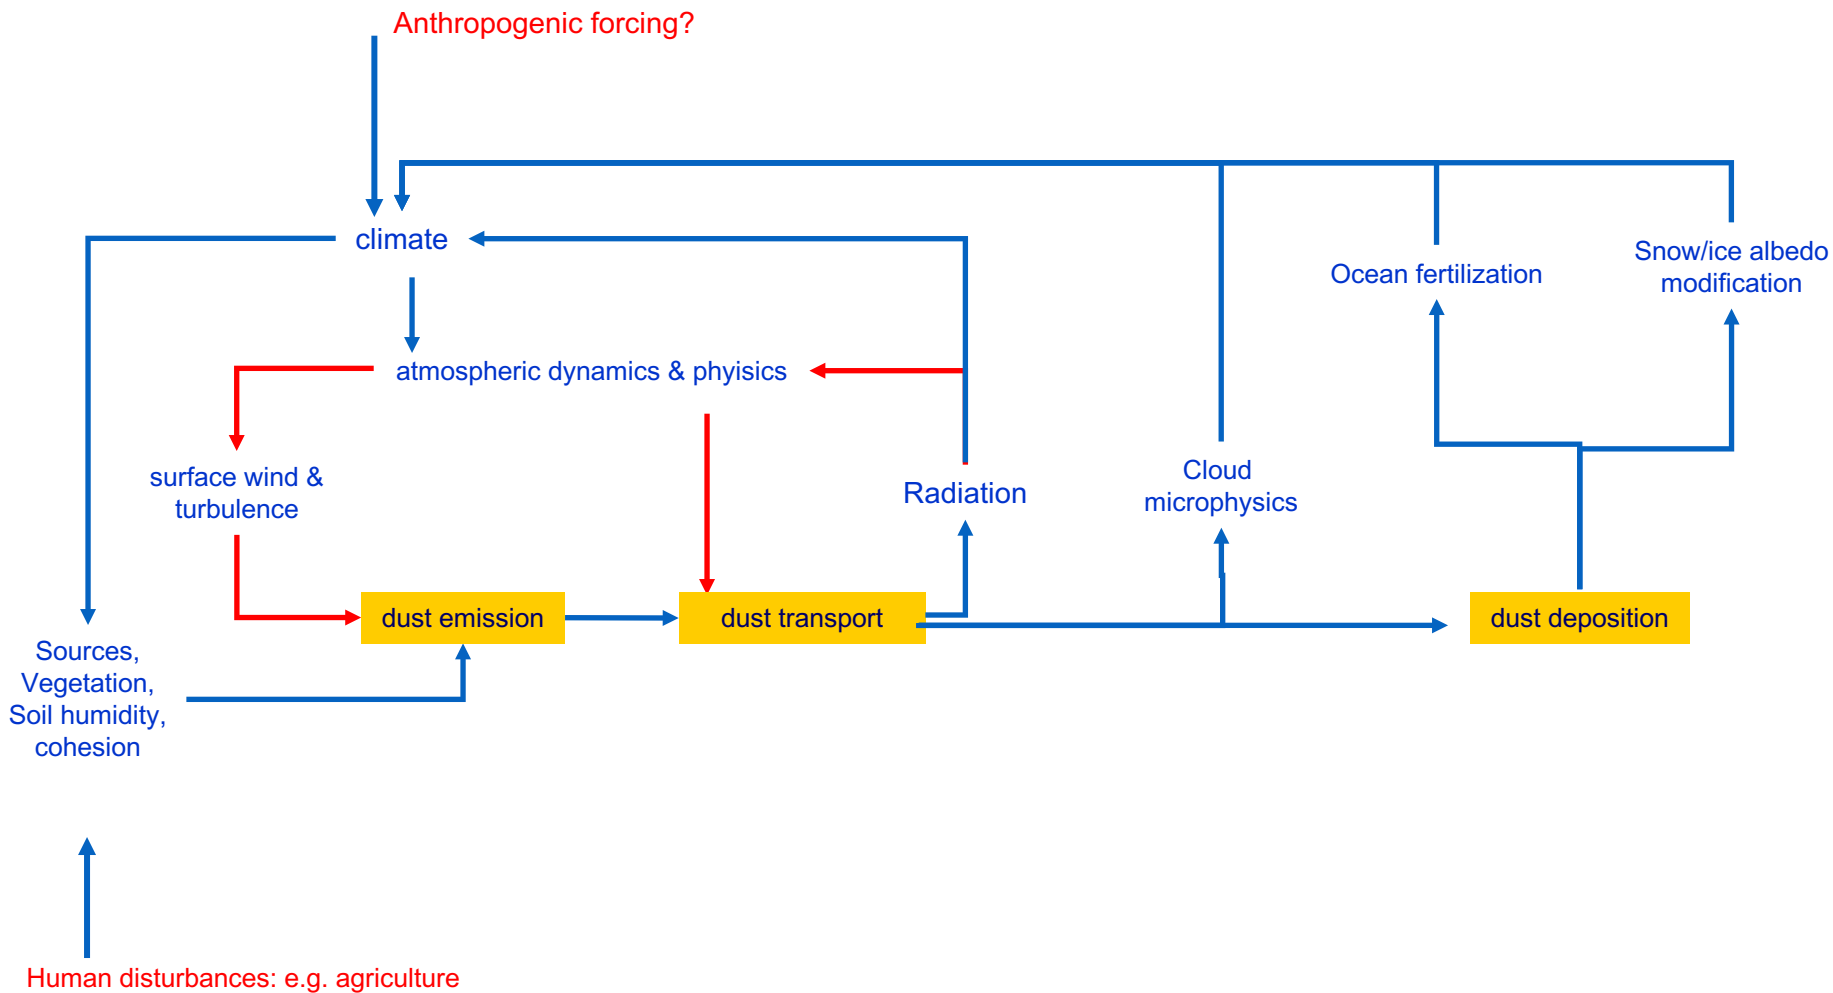 Anthropogenic forcing?
climate
Ocean fertilization
Snow/ice albedo
modification
atmospheric dynamics & phyisics
surface wind &
turbulence
Radiation
Cloud
microphysics
dust emission
dust transport
dust deposition
Sources,
Vegetation,
Soil humidity,
cohesion
Human disturbances: e.g. agriculture